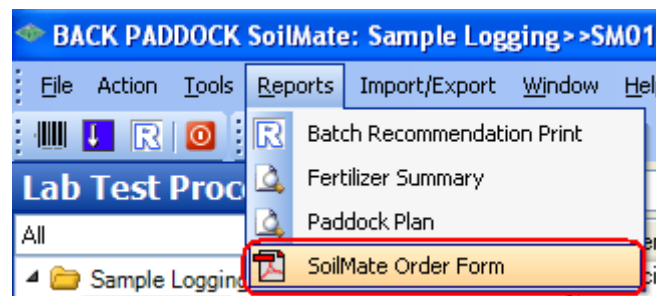 BACK PADDOCK SoilMate: Sample Logging>>SM01
File Action Tools Reports Import/Export Window Hel
R
R Batch Recommendation Print
Lab Test Proc
Fertilizer Summary
All
Paddock Plan
Sample Logging
SoilMate Order Form